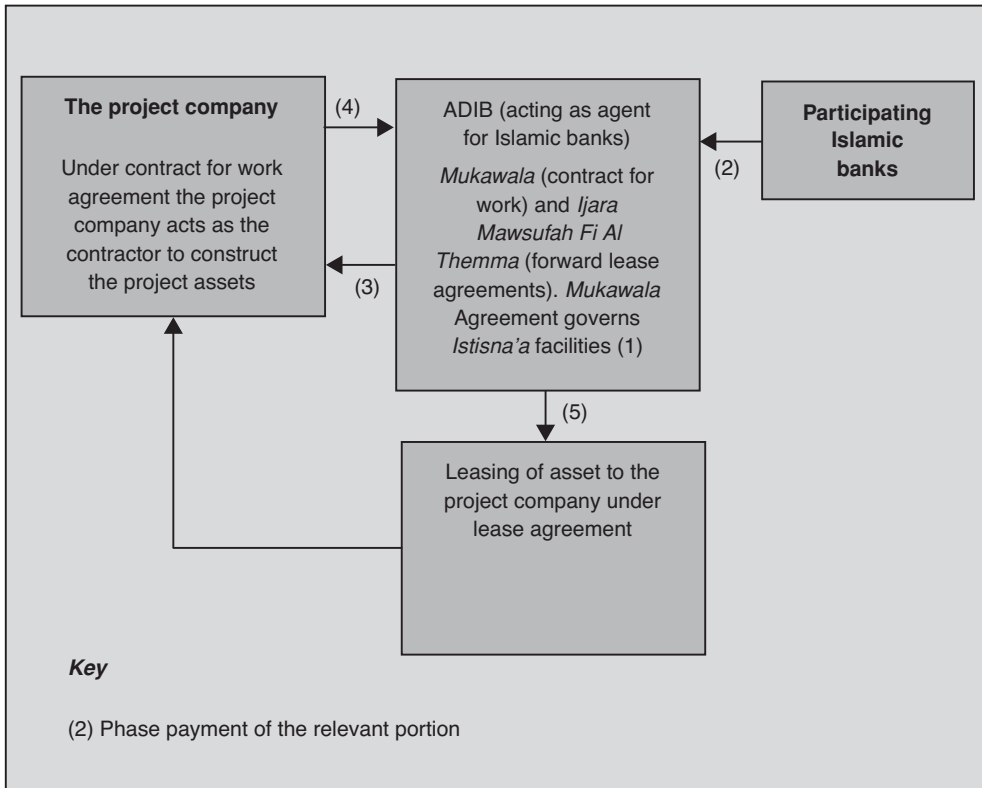 The project company
Under contract for work
agreement the project
company acts as the
contractor to construct
the project assets
(4)
(3)
ADIB (acting as agent
for Islamic banks)
Mukawala (contract for
work) and Ijara
Mawsufah Fi Al
Themma (forward lease
agreements). Mukawala
Agreement governs
Istisna’a facilities (1)
(2)
Participating
Islamic
banks
(5)
Leasing of asset to the
project company under
lease agreement
Key
(2) Phase payment of the relevant portion